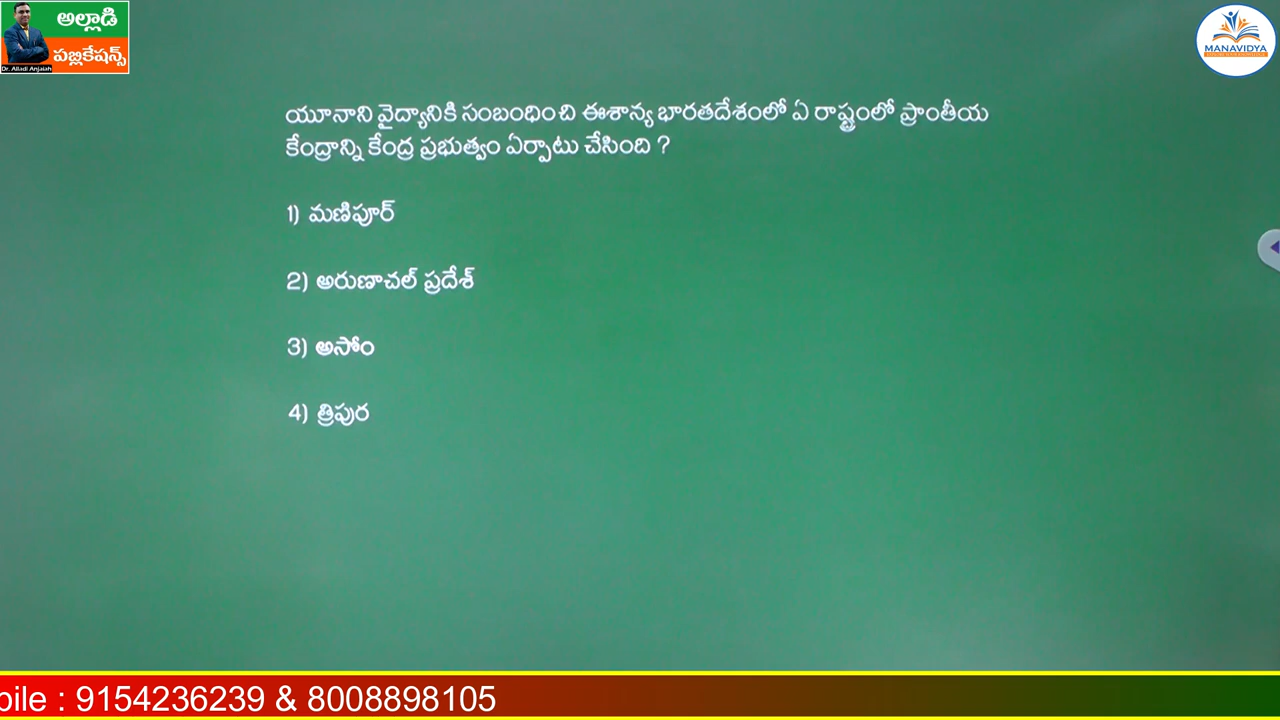 అల్లాడి
పబ్లికేషన్స్
Dr. Alladi Anjaiah
MANAVIDYA
యూనాని వైద్యానికి సంబంధించి ఈశాన్య భారతదేశంలో ఏ రాష్ట్రంలో ప్రాంతీయ
కేంద్రాన్ని కేంద్ర ప్రభుత్వం ఏర్పాటు చేసింది ?
1) మణిపూర్
2) అరుణాచల్ ప్రదేశ్
3) అసోం
4) త్రిపుర
bile : 9154236239 & 8008898105